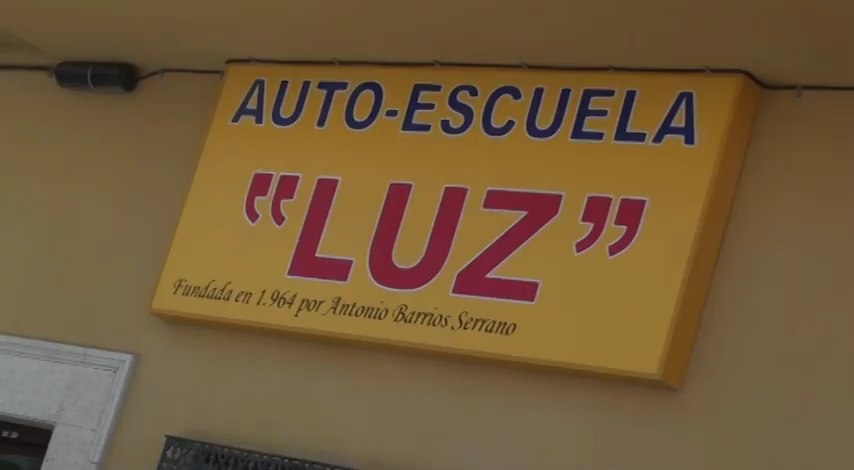 AUTO-ESCUELA
"LUZ"
Fundada en 1.964 por Antonio Barrios Serrano